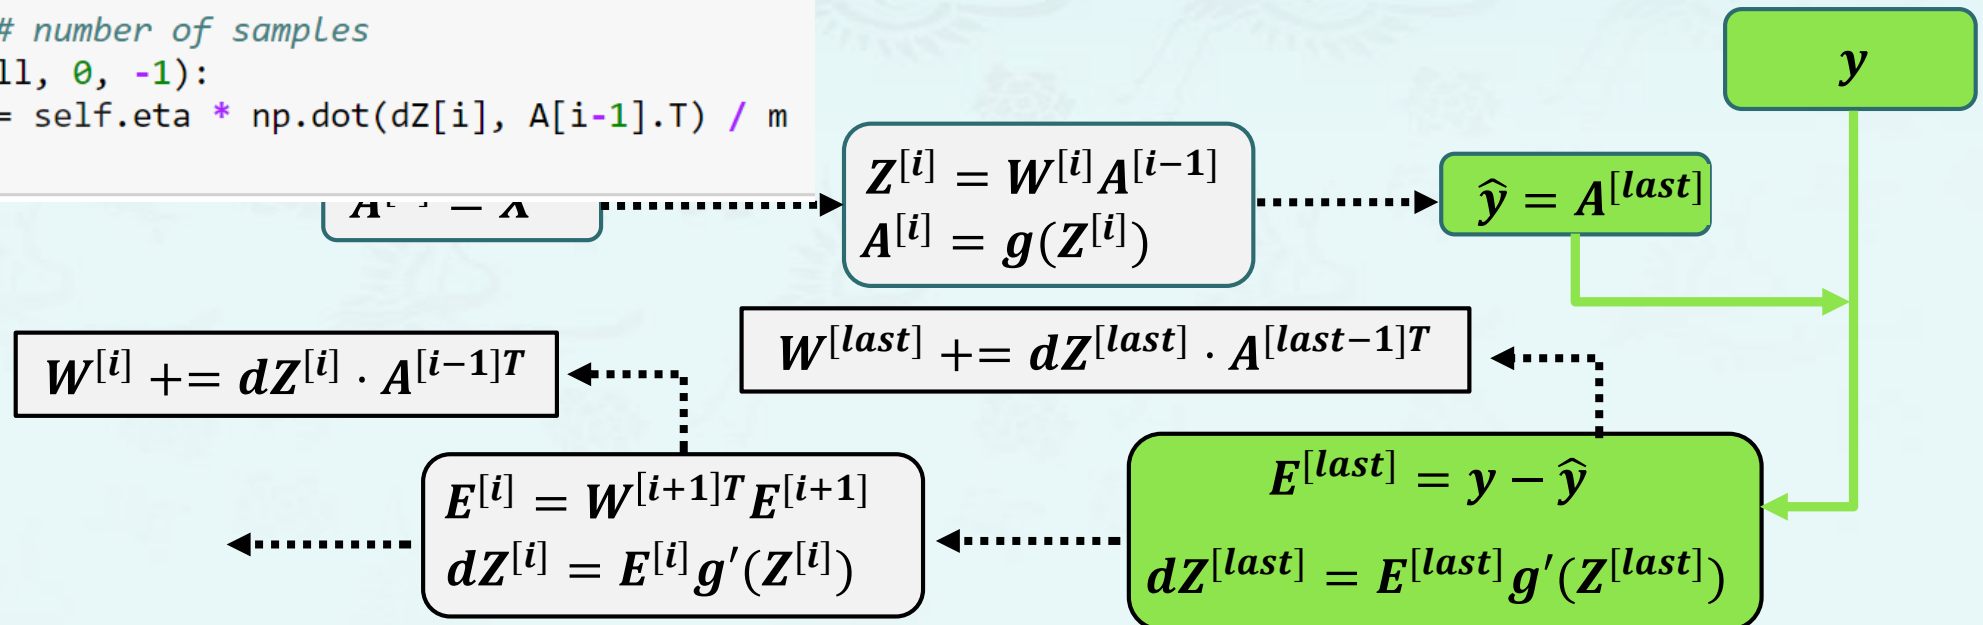 # number of samples
ll, 0, -1):
= self.eta * np.dot(dZ[i], A[i-1].T) / m
y
Z^{[i]} = W^{[i]} A^{[i-1]}
A^{[i]} = g(Z^{[i]})
ŷ = A^{[last]}
W^{[last]} += dZ^{[last]} · A^{[last-1]T}
W^{[i]} += dZ^{[i]} · A^{[i-1]T}
E^{[i]} = W^{[i+1]T} E^{[i+1]}
dZ^{[i]} = E^{[i]} g′(Z^{[i]})
E^{[last]} = y − ŷ
dZ^{[last]} = E^{[last]} g′(Z^{[last]})